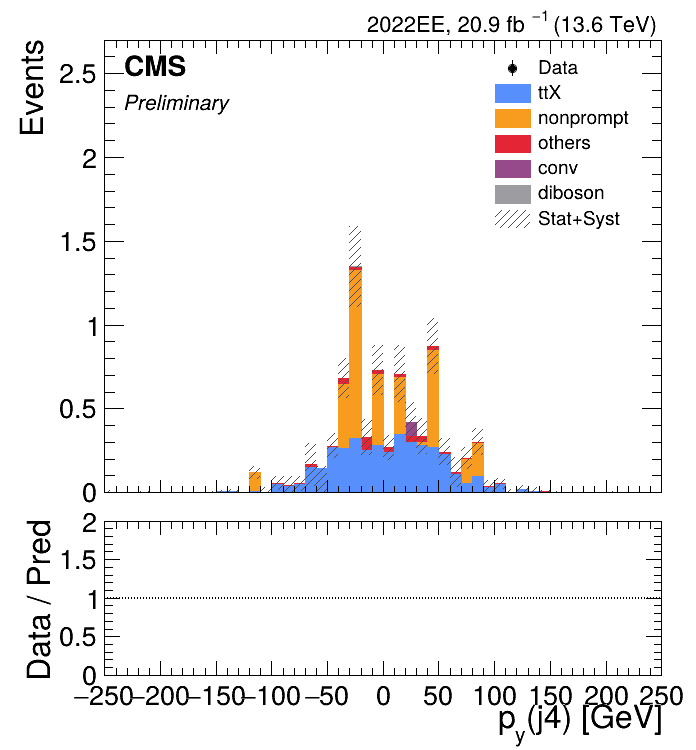 2022EE, 20.9 fb⁻¹ (13.6 TeV)
CMS
Preliminary
Events
Data
ttX
nonprompt
others
conv
diboson
Stat+Syst
2.5
2
1.5
1
0.5
0
Data / Pred
2
1.5
1
0.5
0
−250 −200 −150 −100 −50 0 50 100 150 200 250
p_y(j4) [GeV]